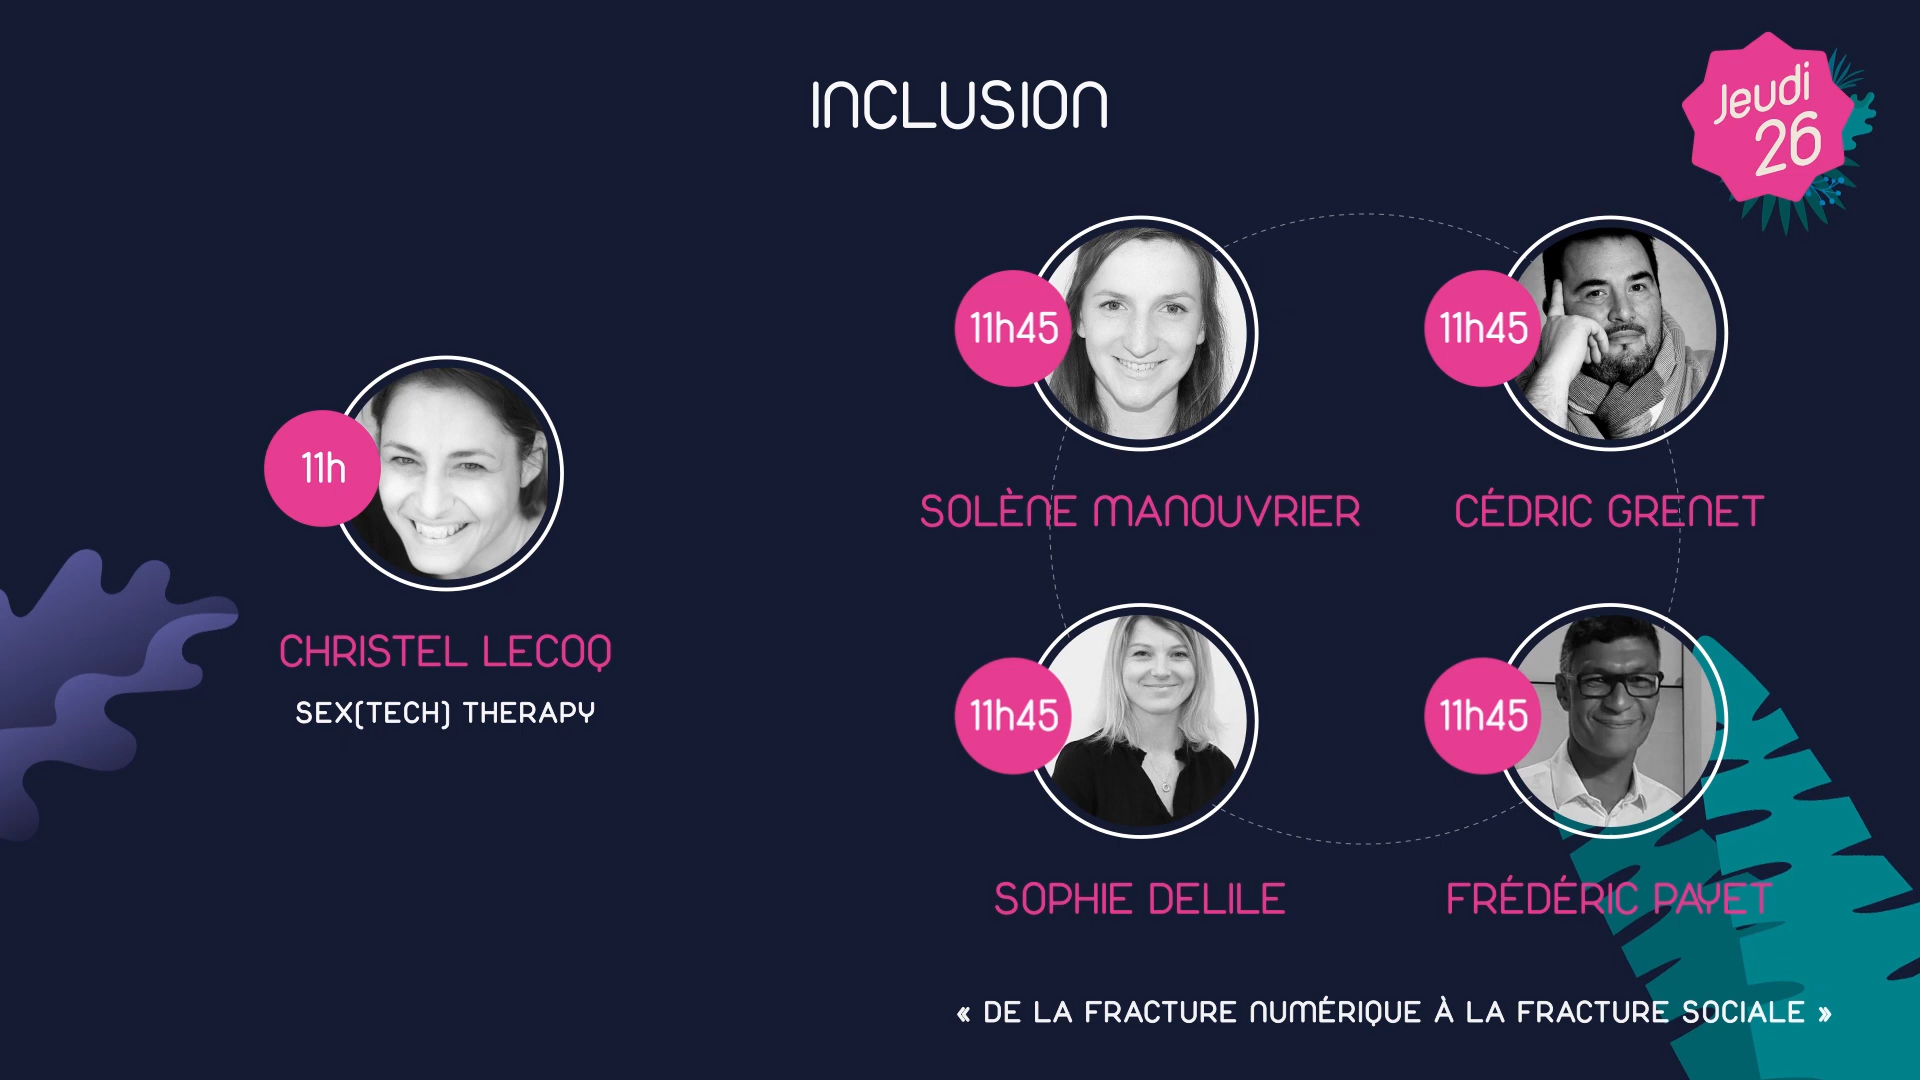 INCLUSION
Jeudi
26
11h
CHRISTEL LECOQ
SEX(TECH) THERAPY
11h45
11h45
SOLÈNE MANOUVRIER
CÉDRIC GRENET
11h45
11h45
SOPHIE DELILE
FRÉDÉRIC PAYET
« DE LA FRACTURE NUMÉRIQUE À LA FRACTURE SOCIALE »